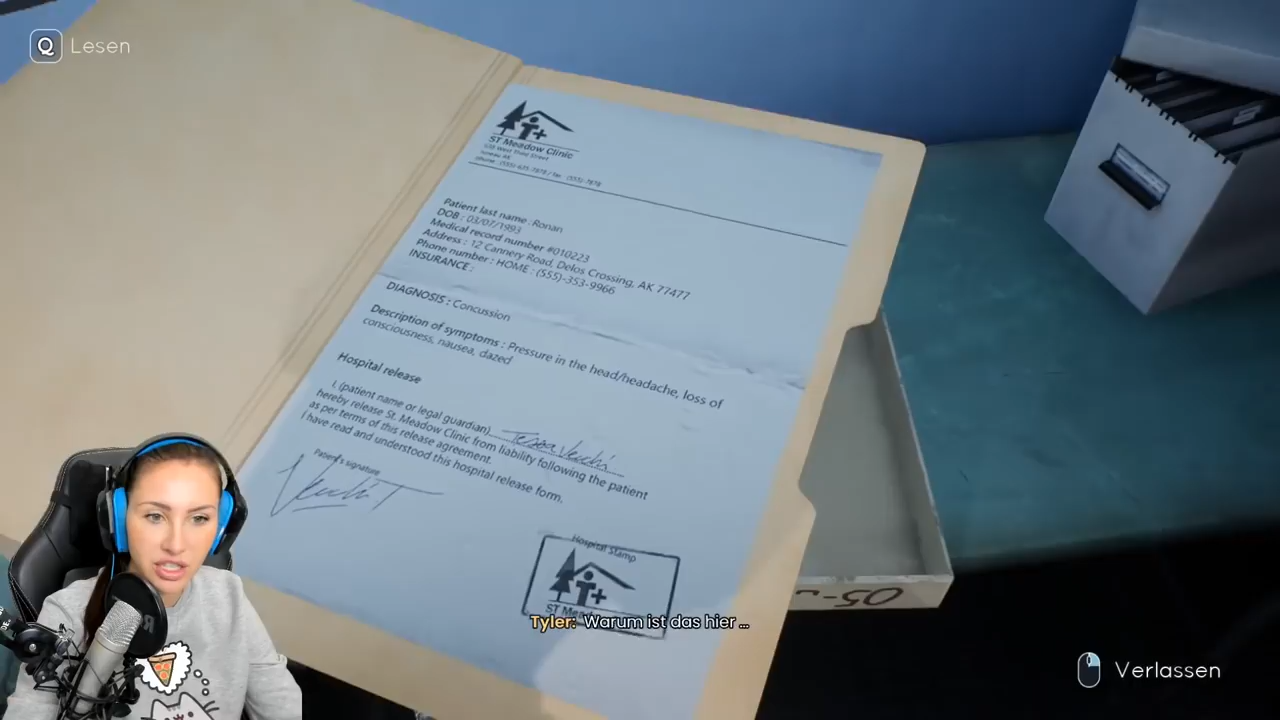 Q Lesen
ST Meadow Clinic
Patient last name : Ronan
DOB : 03/07/1993
Medical record number #010223
Address : 12 Cannery Road, Delos Crossing, AK 77477
Phone number : HOME : (555)-353-9966
INSURANCE :
DIAGNOSIS : Concussion
Description of symptoms : Pressure in the head/headache, loss of
consciousness, nausea, dazed
Hospital release
I, (patient name or legal guardian) Tessa Vecchi
hereby release St. Meadow Clinic from liability following the patient
as per terms of this release agreement.
I have read and understood this hospital release form.
Patient's signature
Hospital Stamp
ST
Tyler: Warum ist das hier ...
05-
Verlassen